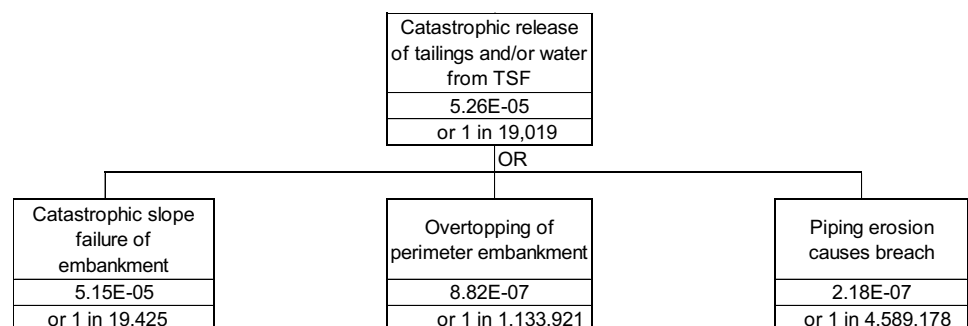 Catastrophic release
of tailings and/or water
from TSF
5.26E-05
or 1 in 19,019
OR
Catastrophic slope
failure of
embankment
5.15E-05
or 1 in 19,425
Overtopping of
perimeter embankment
8.82E-07
or 1 in 1,133,921
Piping erosion
causes breach
2.18E-07
or 1 in 4,589,178